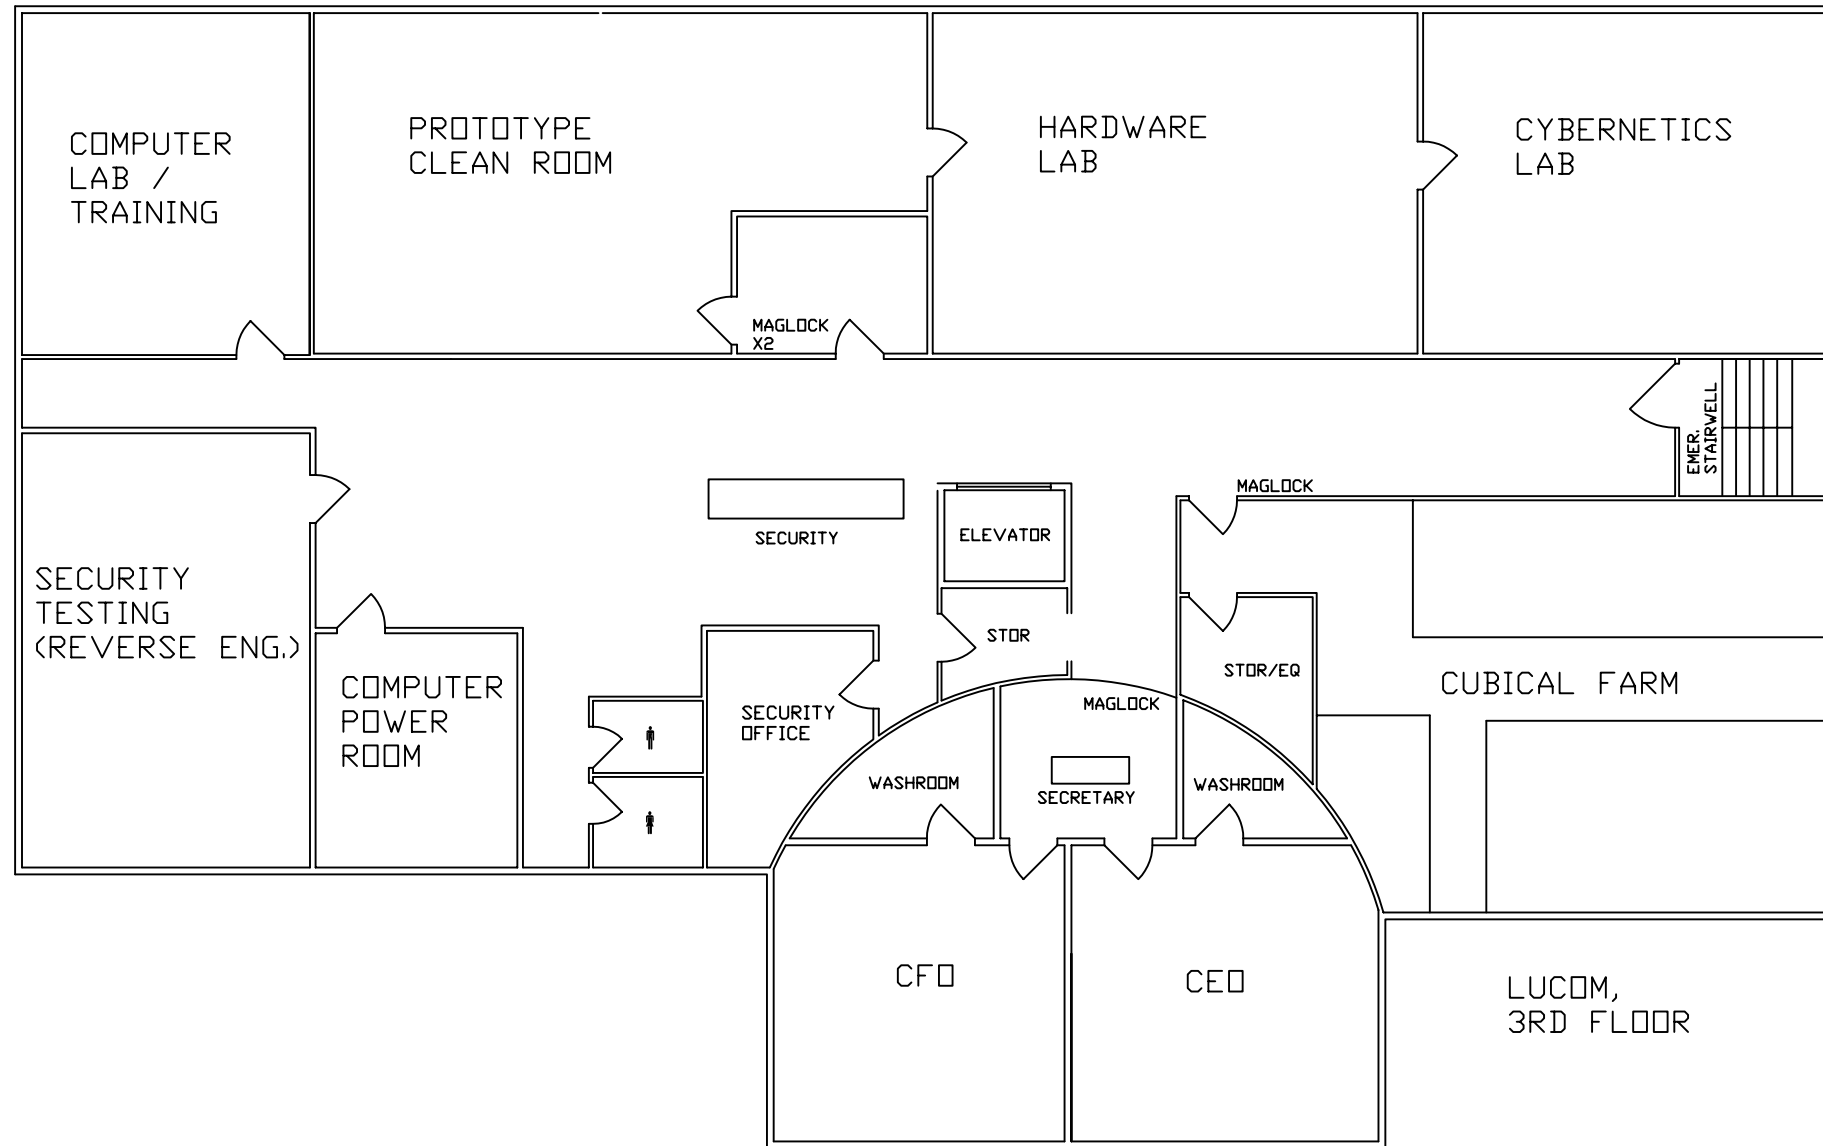 COMPUTER
LAB /
TRAINING
PROTOTYPE
CLEAN ROOM
HARDWARE
LAB
CYBERNETICS
LAB
MAGLOCK
X2
EMER.
STAIRWELL
MAGLOCK
SECURITY
ELEVATOR
SECURITY
TESTING
(REVERSE ENG.)
STOR
STOR/EQ
CUBICAL FARM
COMPUTER
POWER
ROOM
SECURITY
OFFICE
MAGLOCK
WASHROOM
SECRETARY
WASHROOM
CFO
CEO
LUCOM,
3RD FLOOR